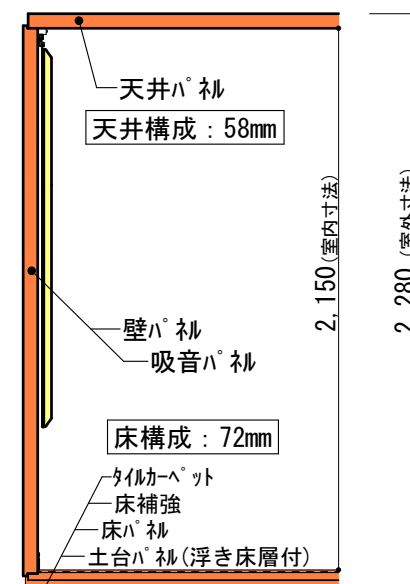 天井ﾊﾟﾈﾙ
天井構成：58mm
2,150(室内寸法)
2,280(室外寸法)
壁ﾊﾟﾈﾙ
吸音ﾊﾟﾈﾙ
床構成：72mm
ﾀｲﾙｶｰﾍﾟｯﾄ
床補強
床ﾊﾟﾈﾙ
土台ﾊﾟﾈﾙ(浮き床層付)